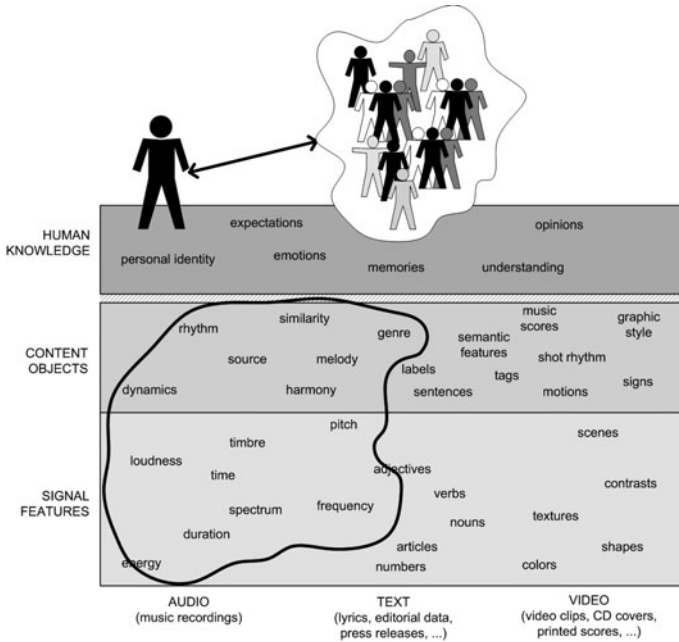 HUMAN
KNOWLEDGE
expectations
opinions
personal identity
emotions
memories
understanding
CONTENT
OBJECTS
rhythm
similarity
genre
music
scores
graphic
style
source
melody
semantic
features
shot rhythm
labels
tags
dynamics
harmony
sentences
motions
signs
SIGNAL
FEATURES
pitch
scenes
timbre
loudness
time
adjectives
verbs
contrasts
spectrum
frequency
nouns
textures
duration
articles
shapes
energy
numbers
colors
AUDIO
(music recordings)
TEXT
(lyrics, editorial data,
press releases, ...)
VIDEO
(video clips, CD covers,
printed scores, ...)